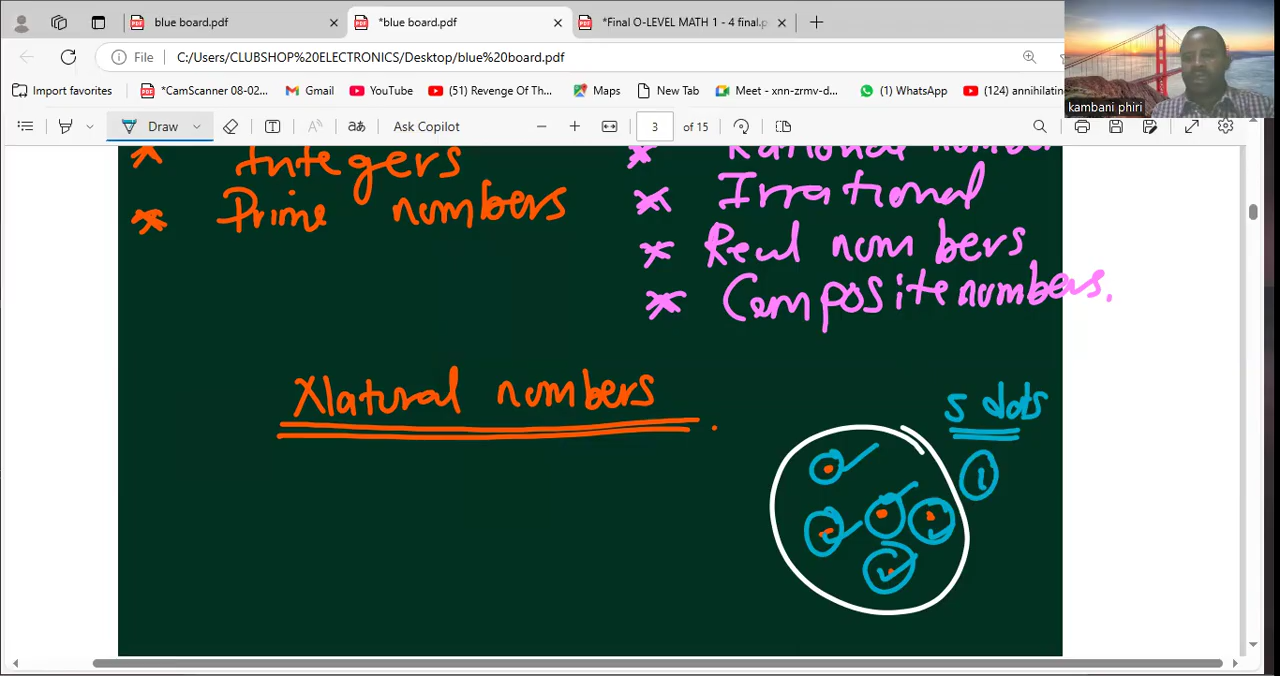 blue board.pdf
*blue board.pdf
*Final O-LEVEL MATH 1 - 4 final.p
File
C:/Users/CLUBSHOP%20ELECTRONICS/Desktop/blue%20board.pdf
Import favorites
*CamScanner 08-02...
Gmail
YouTube
(51) Revenge Of Th...
Maps
New Tab
Meet - xnn-zrmv-d...
(1) WhatsApp
(124) annihilating
kambani phiri
Draw
Ask Copilot
3 of 15
* Integers
* Prime numbers
* Rational number
* Irrational
* Real numbers
* Composite numbers.
Natural numbers
5 dots
1